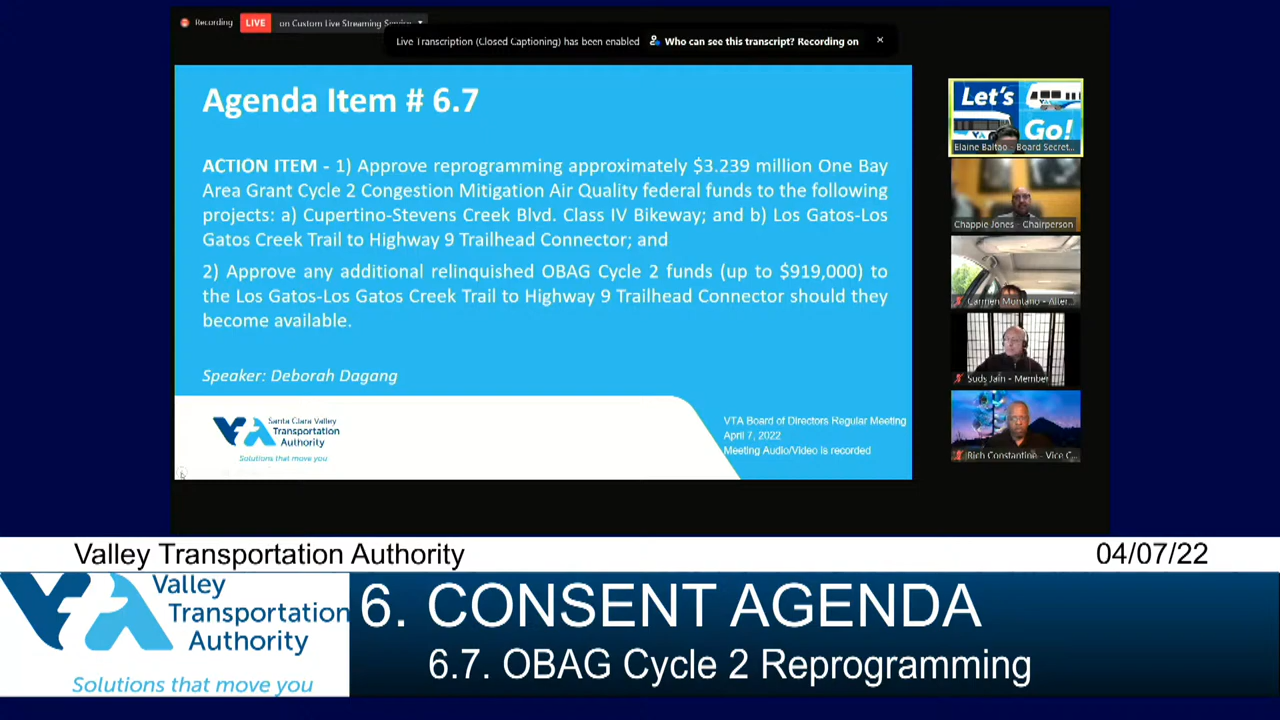 Recording
LIVE
on Custom Live Streaming Service
Live Transcription (Closed Captioning) has been enabled
Who can see this transcript? Recording on
Agenda Item # 6.7
ACTION ITEM - 1) Approve reprogramming approximately $3.239 million One Bay
Area Grant Cycle 2 Congestion Mitigation Air Quality federal funds to the following
projects: a) Cupertino-Stevens Creek Blvd. Class IV Bikeway; and b) Los Gatos-Los
Gatos Creek Trail to Highway 9 Trailhead Connector; and
2) Approve any additional relinquished OBAG Cycle 2 funds (up to $919,000) to
the Los Gatos-Los Gatos Creek Trail to Highway 9 Trailhead Connector should they
become available.
Speaker: Deborah Dagang
VTA
Santa Clara Valley
Transportation
Authority
Solutions that move you
VTA Board of Directors Regular Meeting
April 7, 2022
Meeting Audio/Video is recorded
Let's
Go!
Elaine Baltao - Board Secret...
Chappie Jones - Chairperson
Carmen Montano - Alter...
Suds Jain - Member
Rich Constantine - Vice C...
Valley Transportation Authority
04/07/22
VTA
Valley
Transportation
Authority
Solutions that move you
6. CONSENT AGENDA
6.7. OBAG Cycle 2 Reprogramming